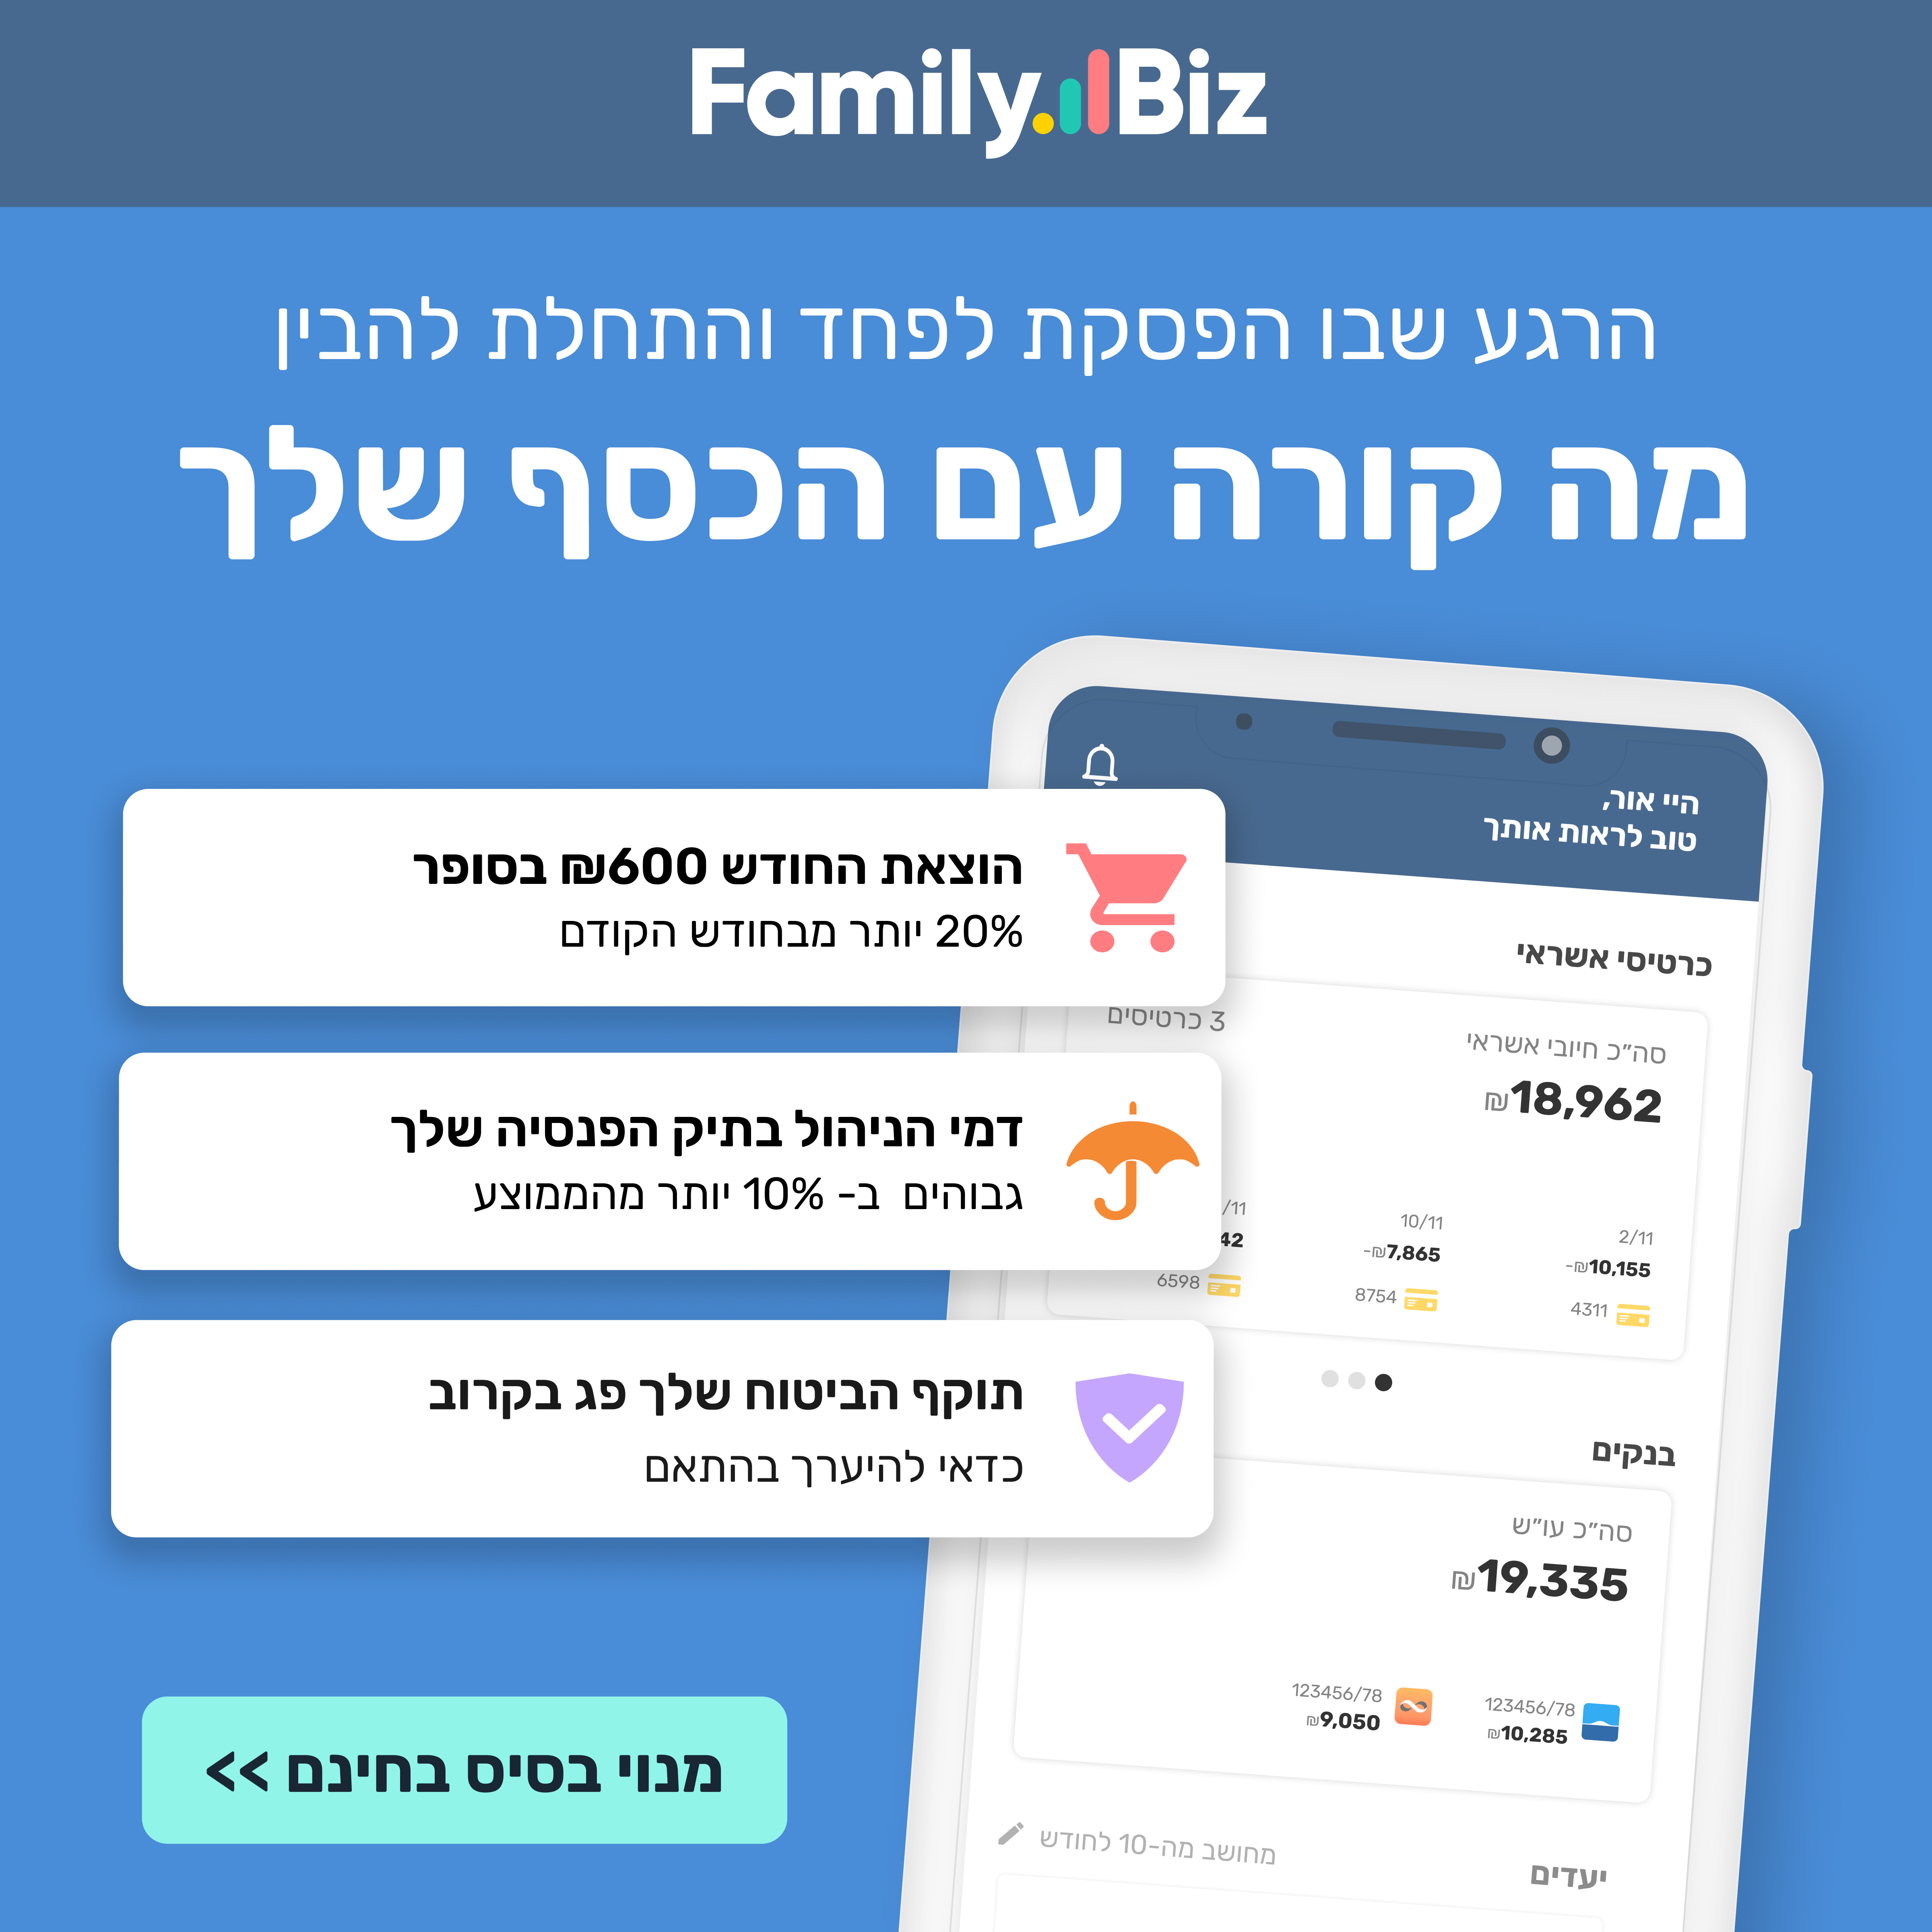 Family Biz
הרגע שבו הפסקת לפחד והתחלת להבין
מה קורה עם הכסף שלך
היי אור,
טוב לראות אותך
הוצאת החודש 600₪ בסופר
20% יותר מבחודש הקודם
דמי הניהול בתיק הפנסיה שלך
גבוהים ב- 10% יותר מהממוצע
תוקף הביטוח שלך פג בקרוב
כדאי להיערך בהתאם
כרטיסי אשראי
סה״כ חיובי אשראי
3 כרטיסים
18,962₪
2/11
10/11
/11
-₪10,155
-₪7,865
42
4311
8754
6598
בנקים
סה״כ עו״ש
19,335₪
123456/78
10,285₪
123456/78
9,050₪
יעדים
מחושב מה-10 לחודש
מנוי בסיס בחינם >>